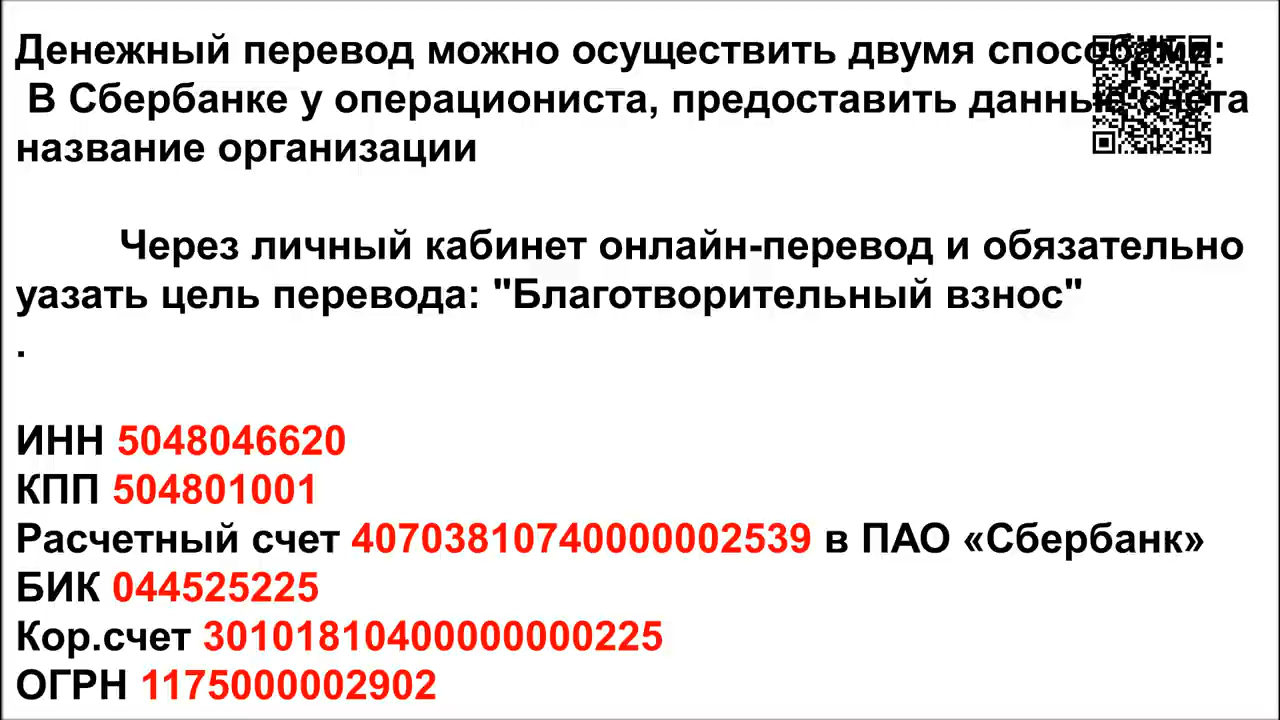 Денежный перевод можно осуществить двумя способами:
В Сбербанке у операциониста, предоставить данные счета
название организации
Через личный кабинет онлайн-перевод и обязательно
уазать цель перевода: "Благотворительный взнос"
.
ИНН 5048046620
КПП 504801001
Расчетный счет 40703810740000002539 в ПАО «Сбербанк»
БИК 044525225
Кор.счет 30101810400000000225
ОГРН 1175000002902